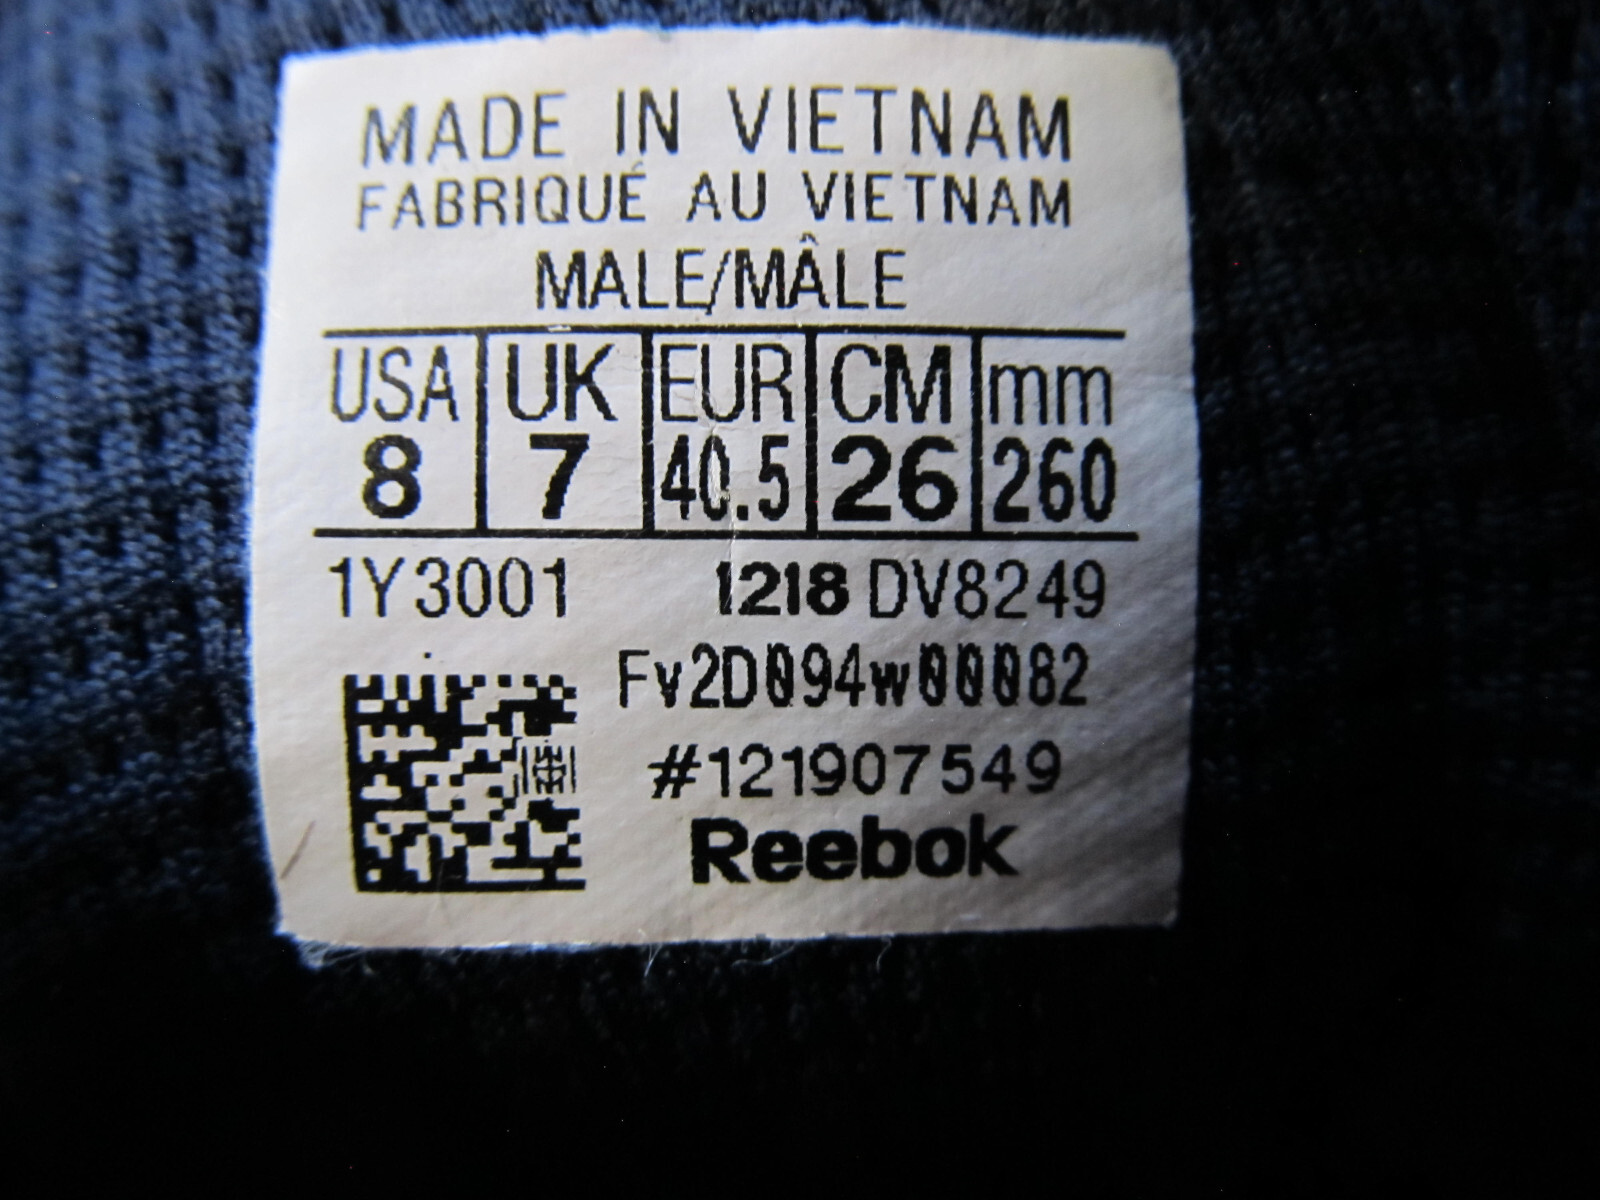 MADE IN VIETNAM
FABRIQUÉ AU VIETNAM
MALE/MÂLE
USA UK EUR CM mm
8 7 40.5 26 260
1Y3001 1218 DV8249
Fv2D094w00082
#121907549
Reebok